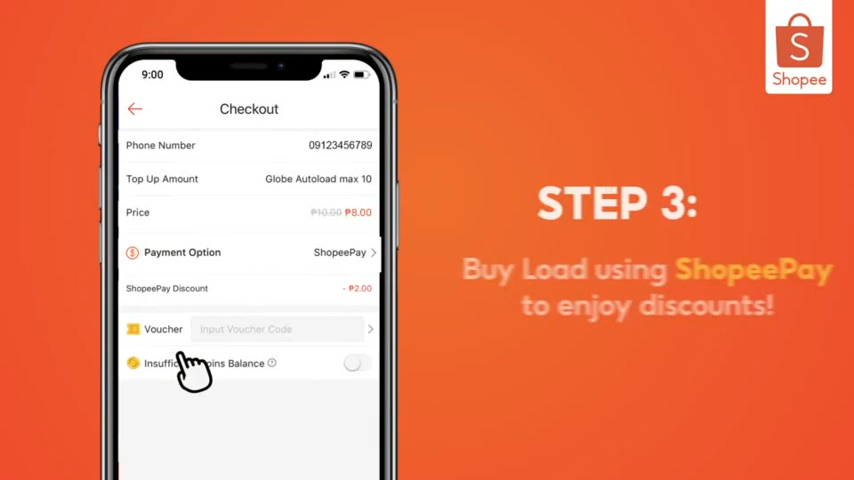 9:00
Checkout
Phone Number 09123456789
Top Up Amount Globe Autoload max 10
Price ₱10.00 ₱8.00
Payment Option ShopeePay
ShopeePay Discount - ₱2.00
Voucher Input Voucher Code
Balance
STEP 3:
Buy Load using ShopeePay
to enjoy discounts!
S
Shopee